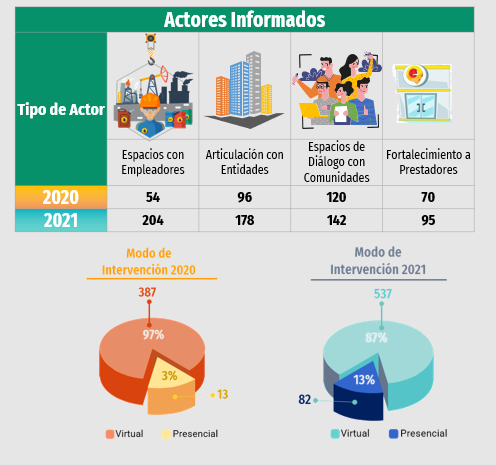 Actores Informados
Tipo de Actor
Espacios con
Empleadores
Articulación con
Entidades
Espacios de
Diálogo con
Comunidades
Fortalecimiento a
Prestadores
2020 54 96 120 70
2021 204 178 142 95
Modo de
Intervención 2020
387
97%
3%
13
Virtual Presencial
Modo de
Intervención 2021
537
87%
13%
82
Virtual Presencial